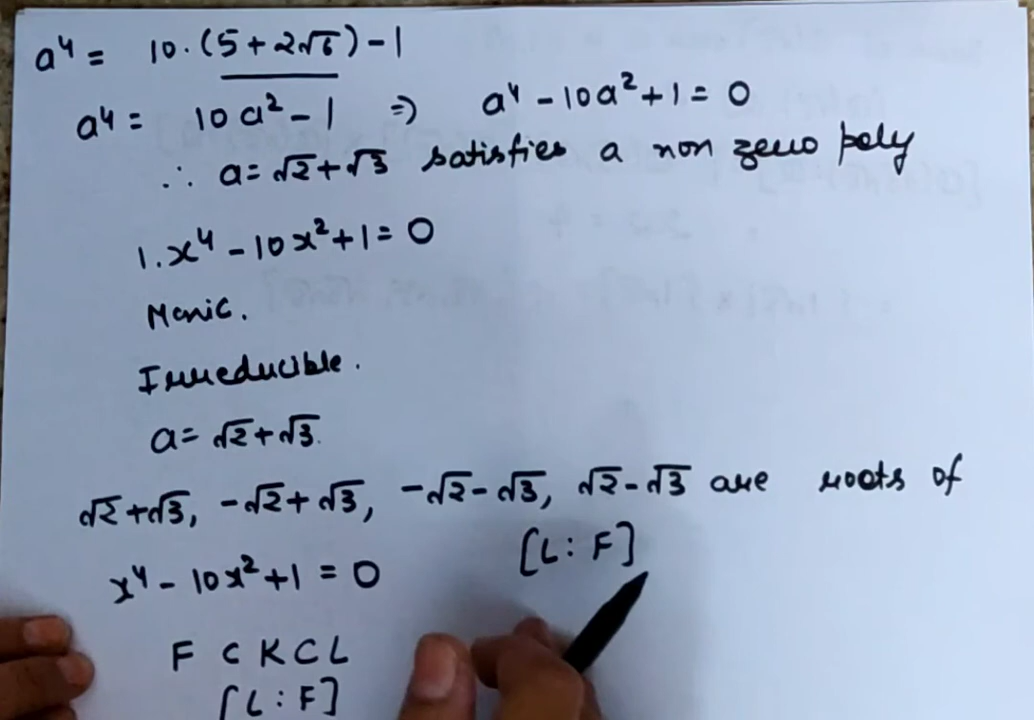 a⁴ = 10.(5+2√6)-1
a⁴ = 10a²-1 ⇒ a⁴-10a²+1=0
∴ a=√2+√3 satisfies a non zero poly
1.x⁴-10x²+1=0
Monic.
Irreducible.
a=√2+√3.
√2+√3, -√2+√3, -√2-√3, √2-√3 are roots of
x⁴-10x²+1=0 [L:F]
F ⊂ K ⊂ L
[L:F]